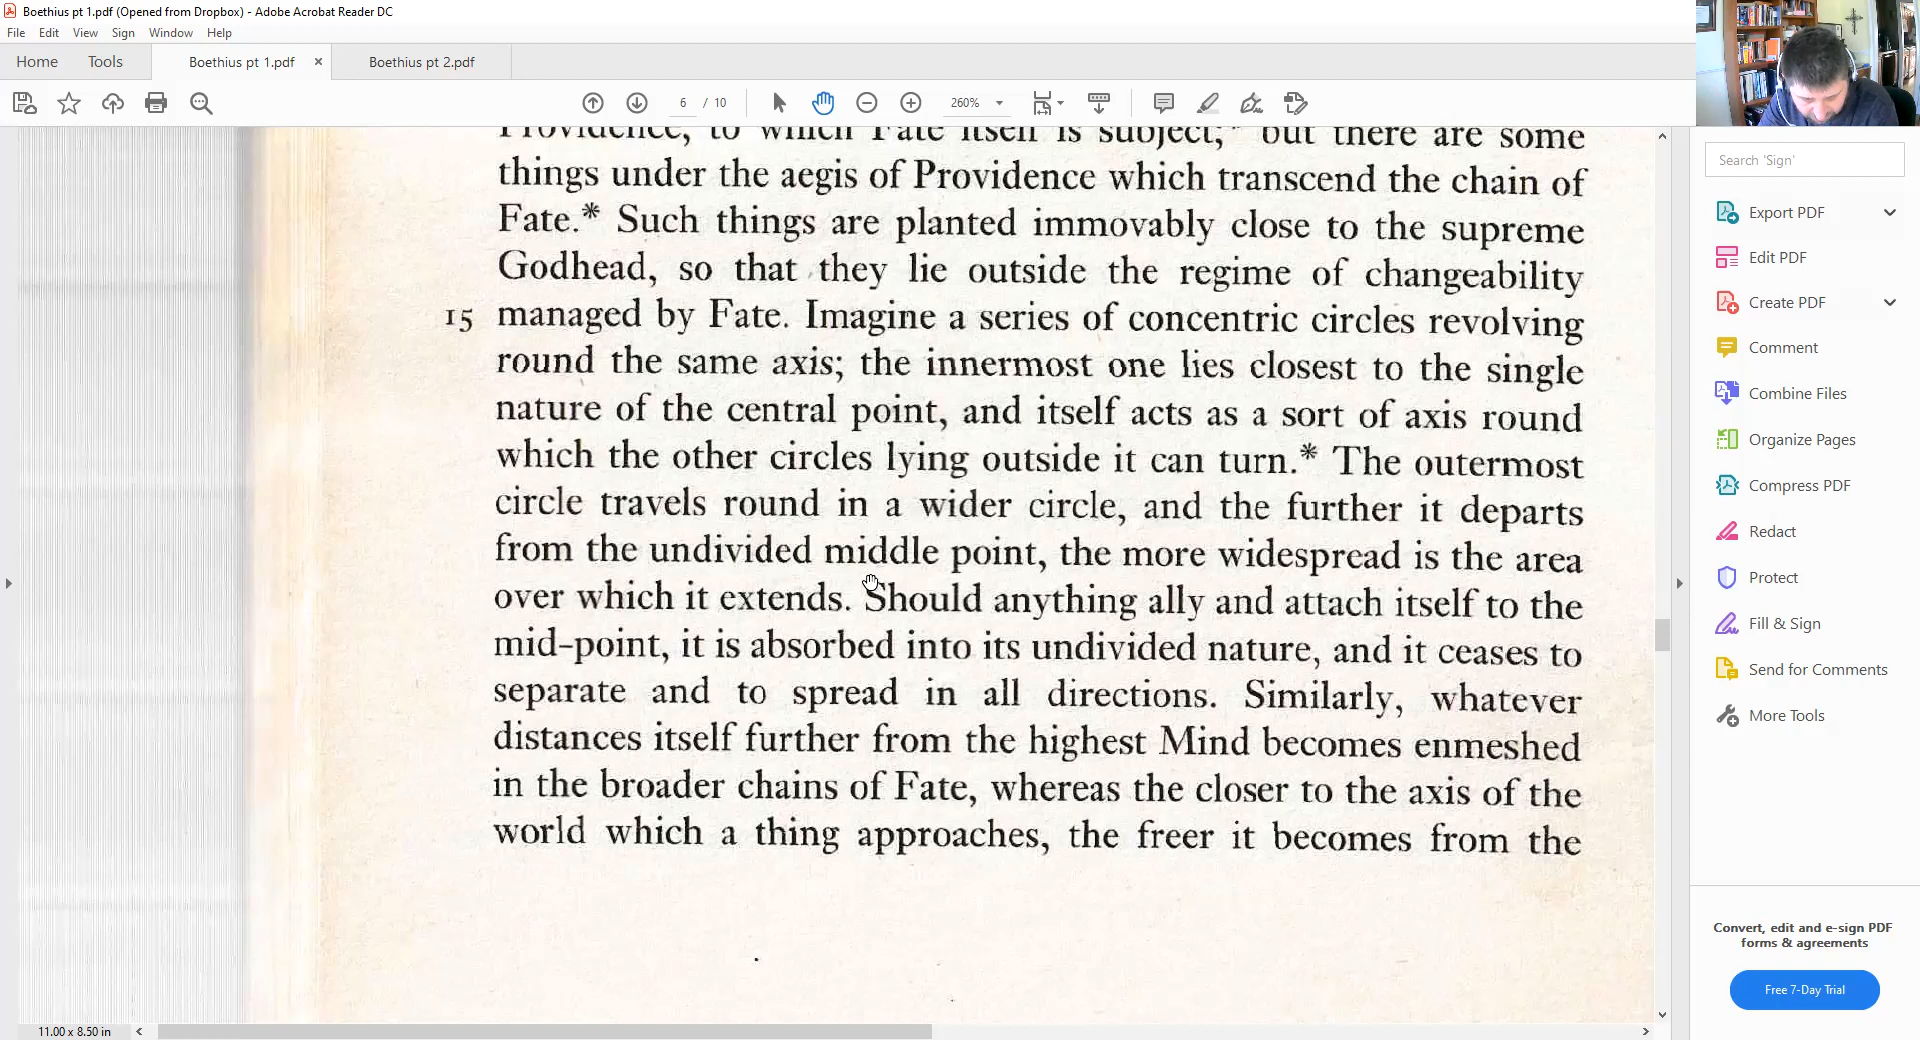 Boethius pt 1.pdf (Opened from Dropbox) - Adobe Acrobat Reader DC
File Edit View Sign Window Help
Home Tools Boethius pt 1.pdf × Boethius pt 2.pdf
6 / 10 260%
Search 'Sign'
Export PDF
Edit PDF
Create PDF
Comment
Combine Files
Organize Pages
Compress PDF
Redact
Protect
Fill & Sign
Send for Comments
More Tools
Convert, edit and e-sign PDF
forms & agreements
Free 7-Day Trial
Providence, to which Fate itself is subject;* but there are some
things under the aegis of Providence which transcend the chain of
Fate.* Such things are planted immovably close to the supreme
Godhead, so that they lie outside the regime of changeability
15 managed by Fate. Imagine a series of concentric circles revolving
round the same axis; the innermost one lies closest to the single
nature of the central point, and itself acts as a sort of axis round
which the other circles lying outside it can turn.* The outermost
circle travels round in a wider circle, and the further it departs
from the undivided middle point, the more widespread is the area
over which it extends. Should anything ally and attach itself to the
mid-point, it is absorbed into its undivided nature, and it ceases to
separate and to spread in all directions. Similarly, whatever
distances itself further from the highest Mind becomes enmeshed
in the broader chains of Fate, whereas the closer to the axis of the
world which a thing approaches, the freer it becomes from the
11.00 x 8.50 in